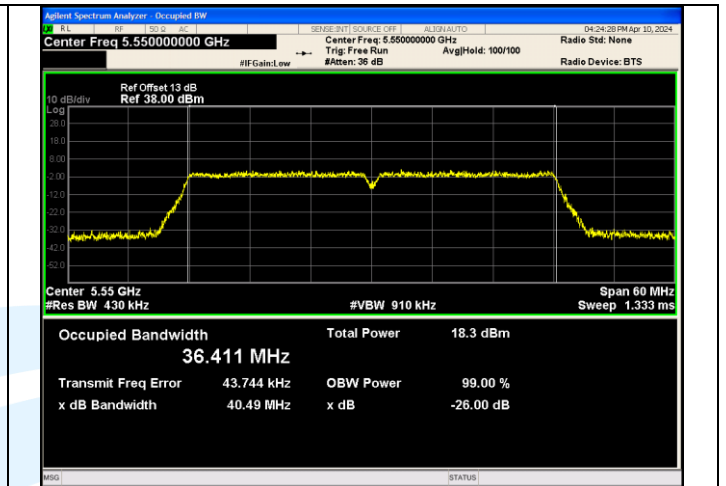 Agilent Spectrum Analyzer - Occupied BW
RL RF 50 Ω AC SENSE:INT SOURCE OFF ALIGNAUTO 04:24:28 PM Apr 10, 2024
Center Freq 5.550000000 GHz Center Freq: 5.550000000 GHz Radio Std: None
Trig: Free Run Avg|Hold: 100/100
#IFGain:Low #Atten: 36 dB Radio Device: BTS
Ref Offset 13 dB
10 dB/div Ref 38.00 dBm
Log
28.0
18.0
8.00
-2.00
-12.0
-22.0
-32.0
-42.0
-52.0
Center 5.55 GHz Span 60 MHz
#Res BW 430 kHz #VBW 910 kHz Sweep 1.333 ms
Occupied Bandwidth Total Power 18.3 dBm
36.411 MHz
Transmit Freq Error 43.744 kHz OBW Power 99.00 %
x dB Bandwidth 40.49 MHz x dB -26.00 dB
MSG STATUS